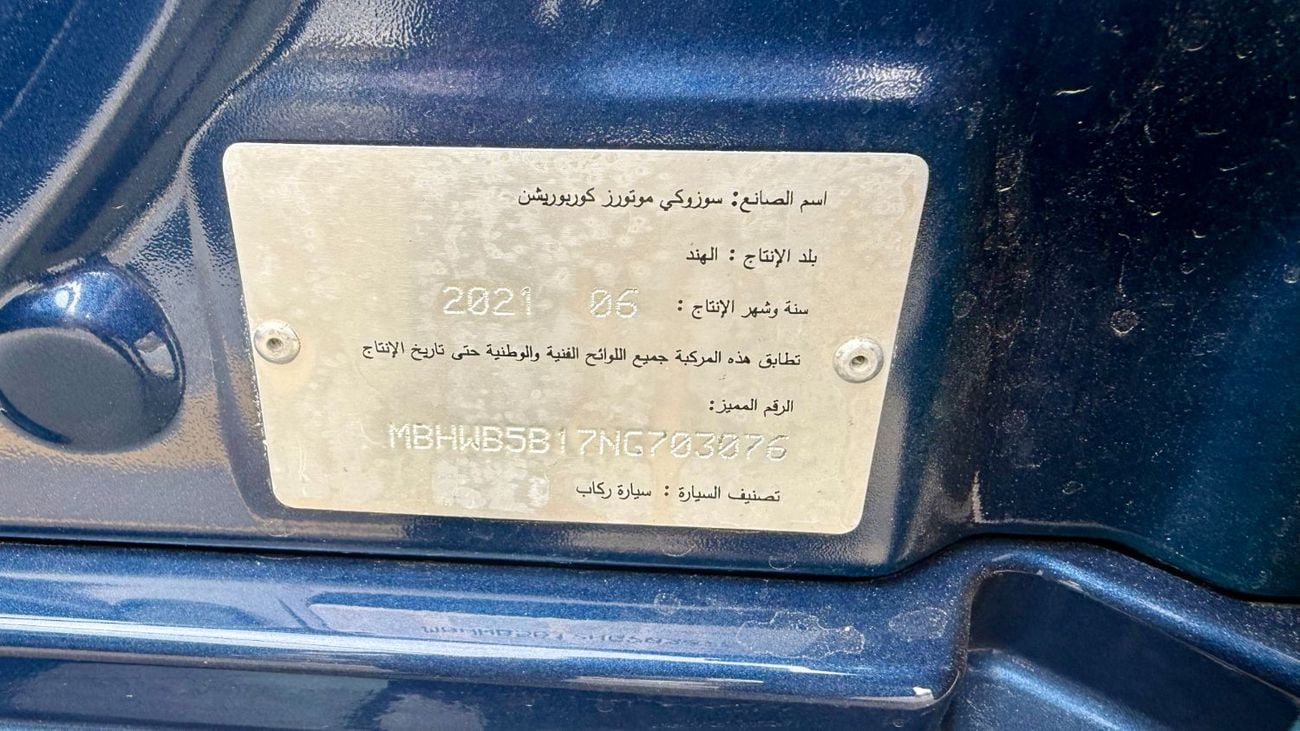 اسم الصانع: سوزوكي موتورز كوربوريشن
بلد الإنتاج : الهند
سنة وشهر الإنتاج : 06 2021
تطابق هذه المركبة جميع اللوائح الفنية والوطنية حتى تاريخ الإنتاج
الرقم المميز:
MBHWB5B17NG703076
تصنيف السيارة : سيارة ركاب